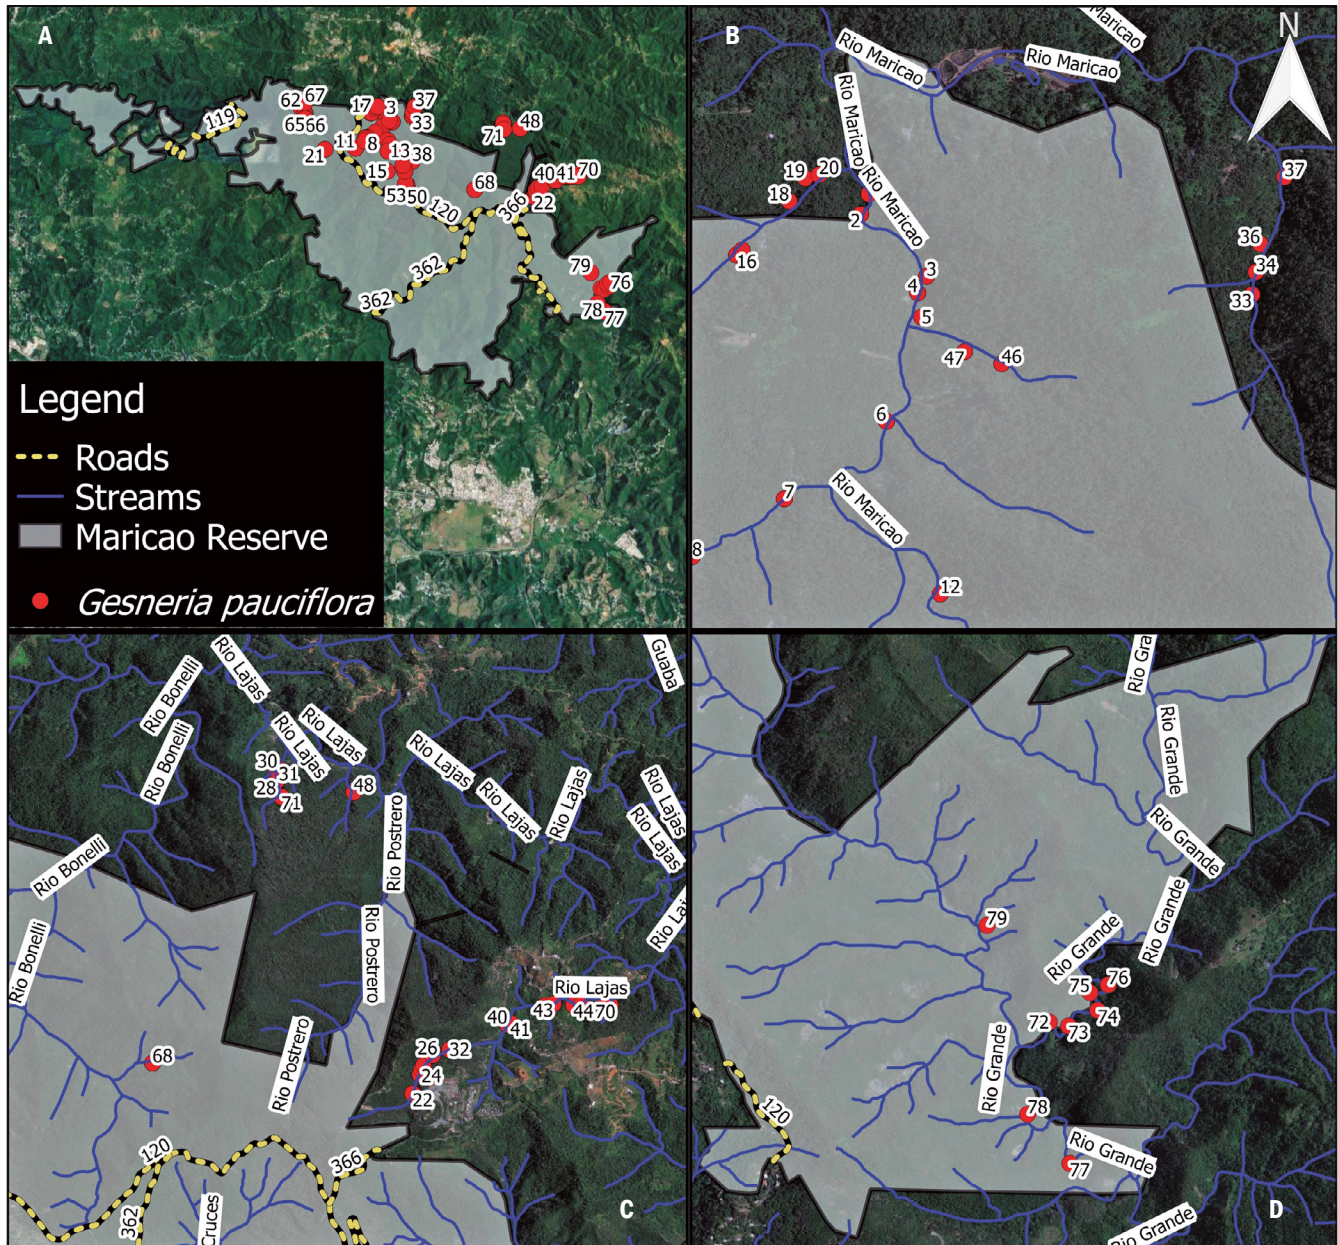 A
62 67
17 3 37
33
119
6566
11 8
71 48
21
13 38
15
4041 70
68
5350
22
120
366
79
362
76
362
78
77
Legend
Roads
Streams
Maricao Reserve
Gesneria pauciflora
B
Maricao
N
Rio Maricao
Rio Maricao
Rio Maricao
19 20
37
18
Rio Maricao
2
36
16
3
34
4
33
5
47 46
6
7
Rio Maricao
8
12
Rio Lajas
Guaba
Rio Bonelli
Rio Lajas
Rio Lajas
Rio Bonelli
Rio Lajas
30
31
28
71
48
Rio Lajas
Rio Lajas
Rio Lajas
Rio Lajas
Rio Postrero
Rio Bonelli
Rio Laj
Rio Bonelli
Rio Postrero
Rio Lajas
43 4470
40
41
Rio Postrero
26 32
24
68
22
120
366
362
Cruces
C
Rio Gra
Rio Grande
Rio Grande
Rio Grande
79
Rio Grande
76
75
74
72
73
Rio Grande
120
78
Rio Grande
77
Rio Grande
D